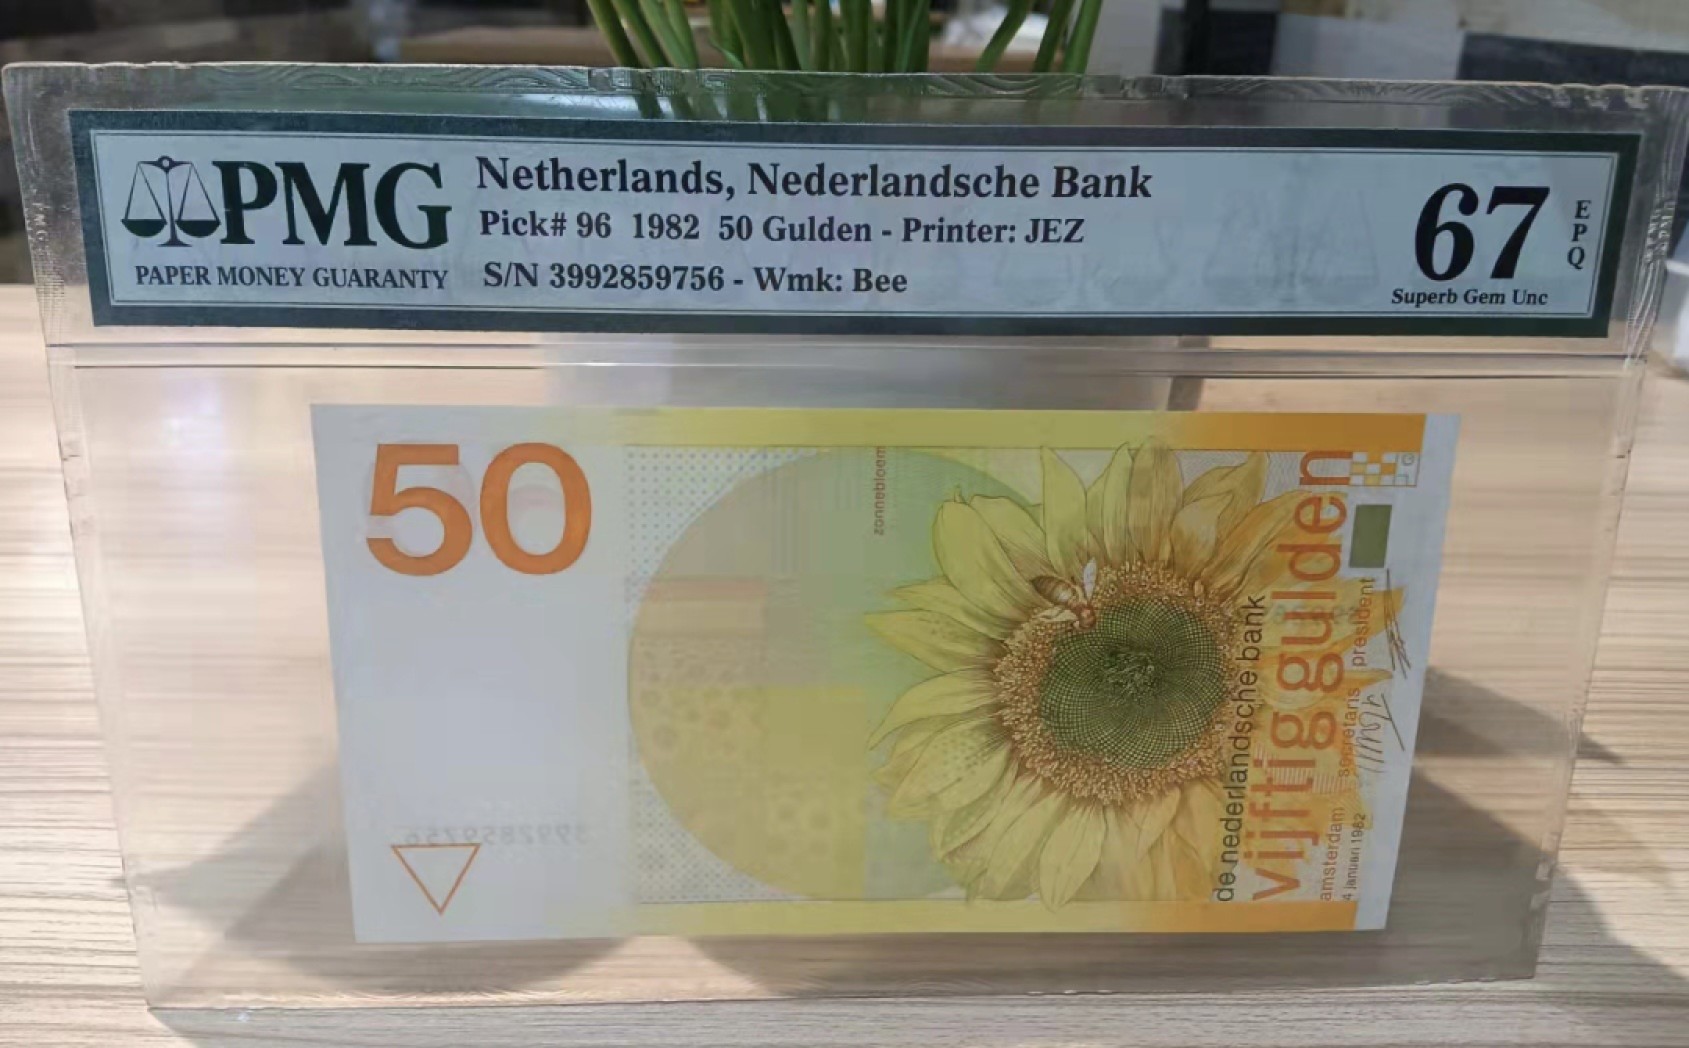 PMG
PAPER MONEY GUARANTY
Netherlands, Nederlandsche Bank
Pick# 96 1982 50 Gulden - Printer: JEZ
S/N 3992859756 - Wmk: Bee
67
EPQ
Superb Gem Unc
50
zonnebloem
de nederlandsche bank
vijftig gulden
amsterdam secretaris president
4 januari 1982
3992859756